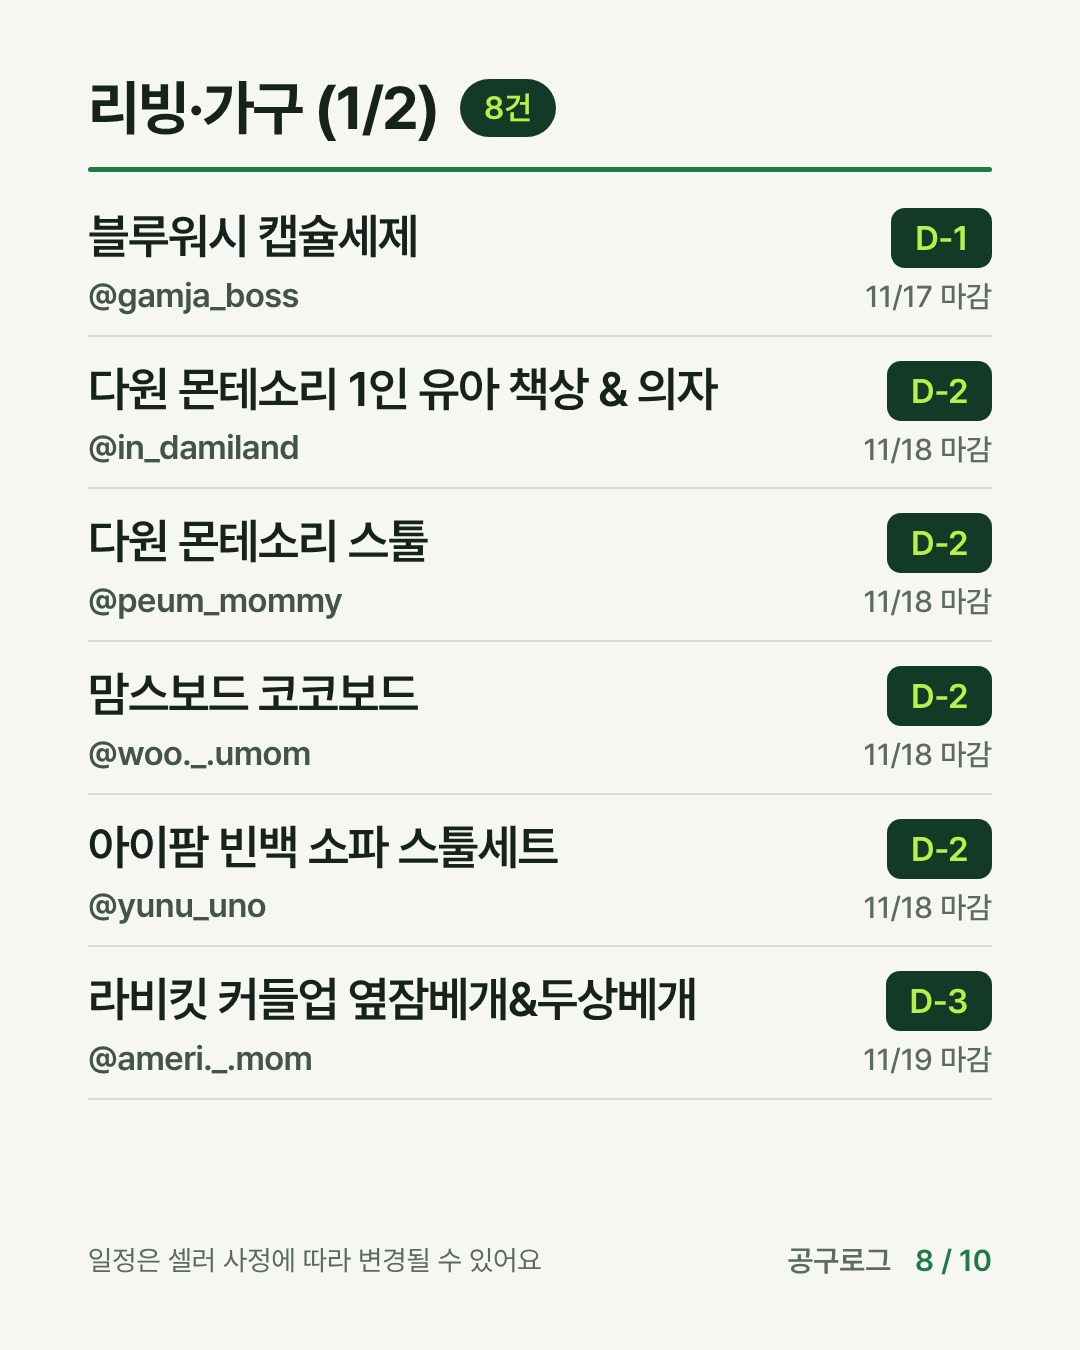 리빙·가구 (1/2) 8건
블루워시 캡슐세제 D-1
@gamja_boss 11/17 마감
다원 몬테소리 1인 유아 책상 & 의자 D-2
@in_damiland 11/18 마감
다원 몬테소리 스툴 D-2
@peum_mommy 11/18 마감
맘스보드 코코보드 D-2
@woo._.umom 11/18 마감
아이팜 빈백 소파 스툴세트 D-2
@yunu_uno 11/18 마감
라비킷 커들업 옆잠베개&두상베개 D-3
@ameri._.mom 11/19 마감
일정은 셀러 사정에 따라 변경될 수 있어요 공구로그 8 / 10